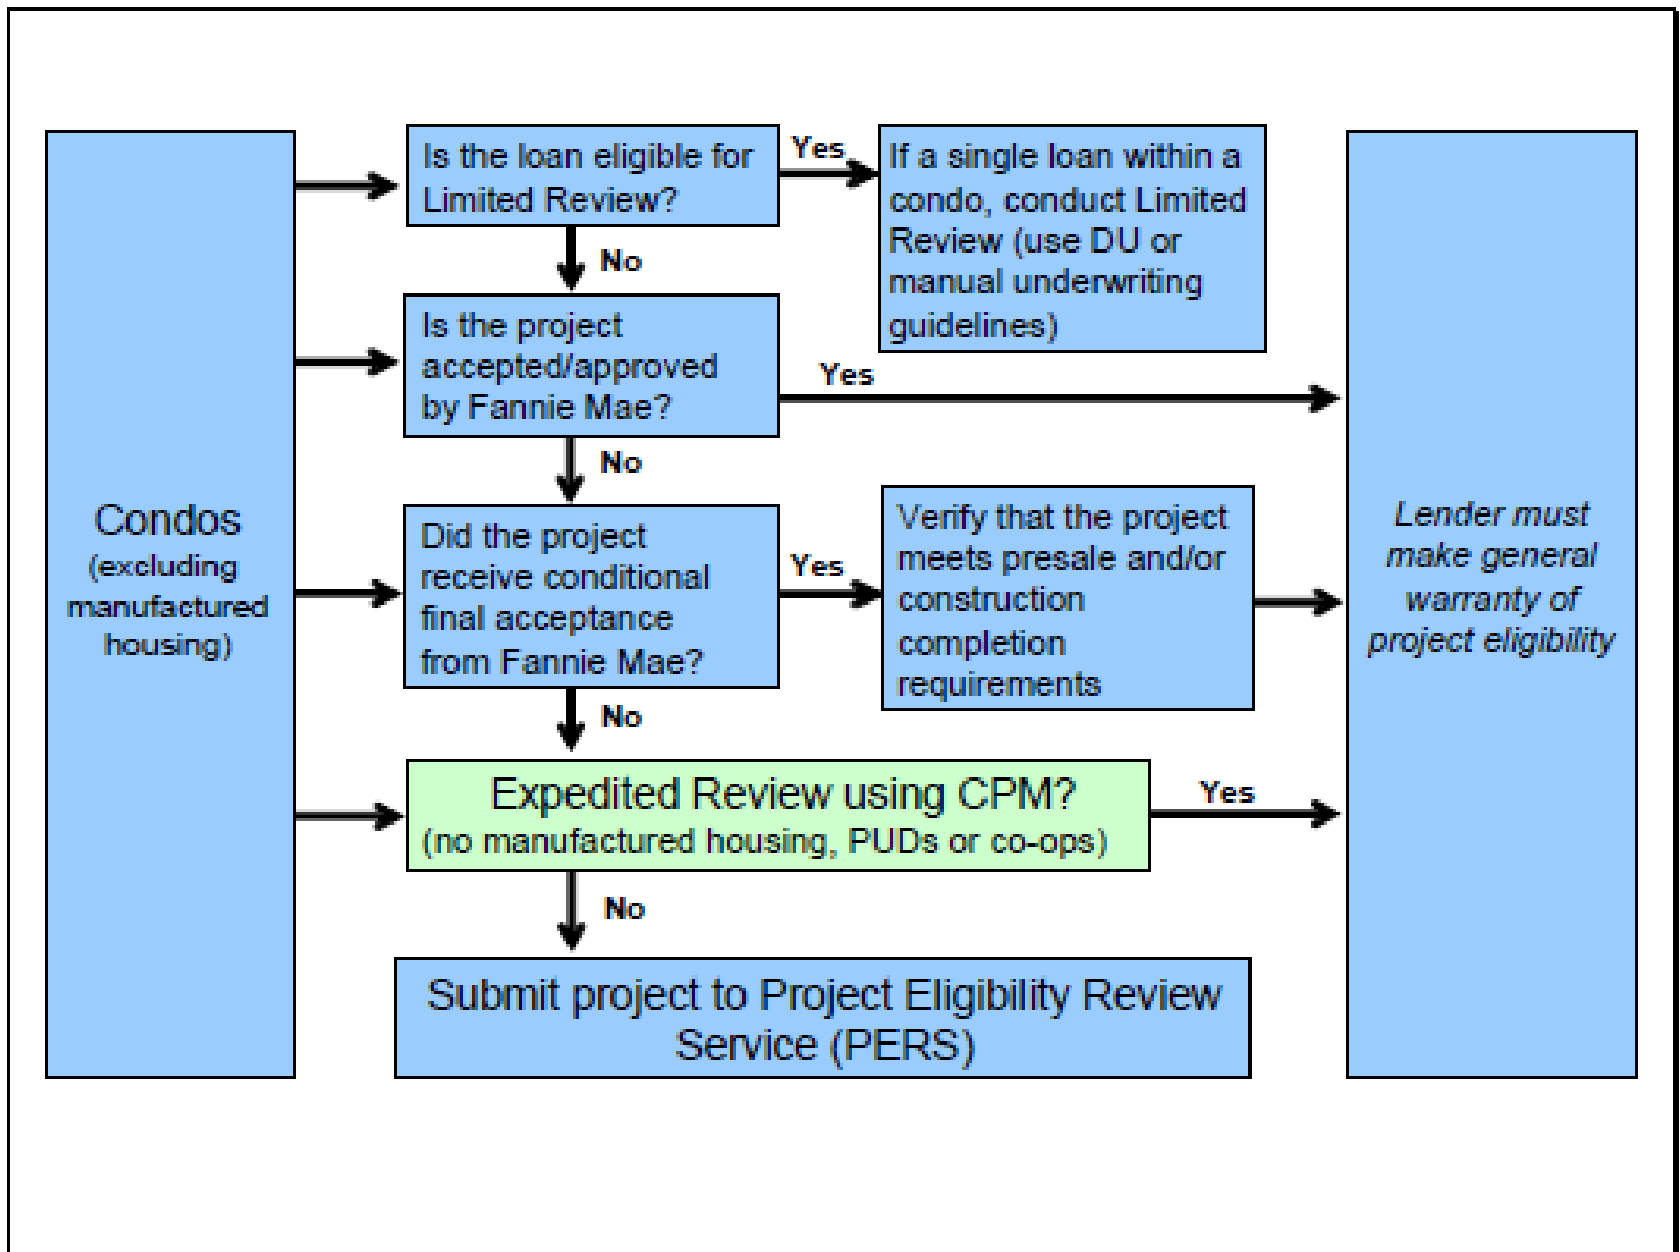 Condos
(excluding
manufactured
housing)
Is the loan eligible for
Limited Review?
Yes
If a single loan within a
condo, conduct Limited
Review (use DU or
manual underwriting
guidelines)
No
Is the project
accepted/approved
by Fannie Mae?
Yes
No
Did the project
receive conditional
final acceptance
from Fannie Mae?
Yes
Verify that the project
meets presale and/or
construction
completion
requirements
No
Expedited Review using CPM?
(no manufactured housing, PUDs or co-ops)
Yes
No
Submit project to Project Eligibility Review
Service (PERS)
Lender must
make general
warranty of
project eligibility